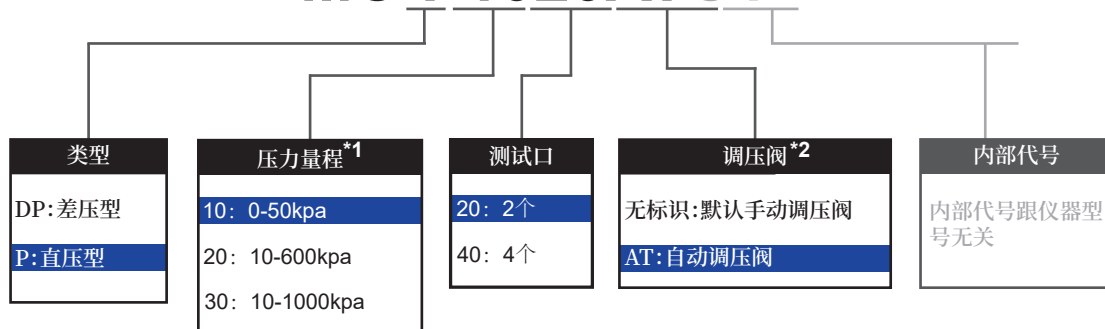 类型
DP:差压型
P:直压型
压力量程*1
10：0-50kpa
20：10-600kpa
30：10-1000kpa
测试口
20：2个
40：4个
调压阀*2
无标识:默认手动调压阀
AT:自动调压阀
内部代号
内部代号跟仪器型
号无关